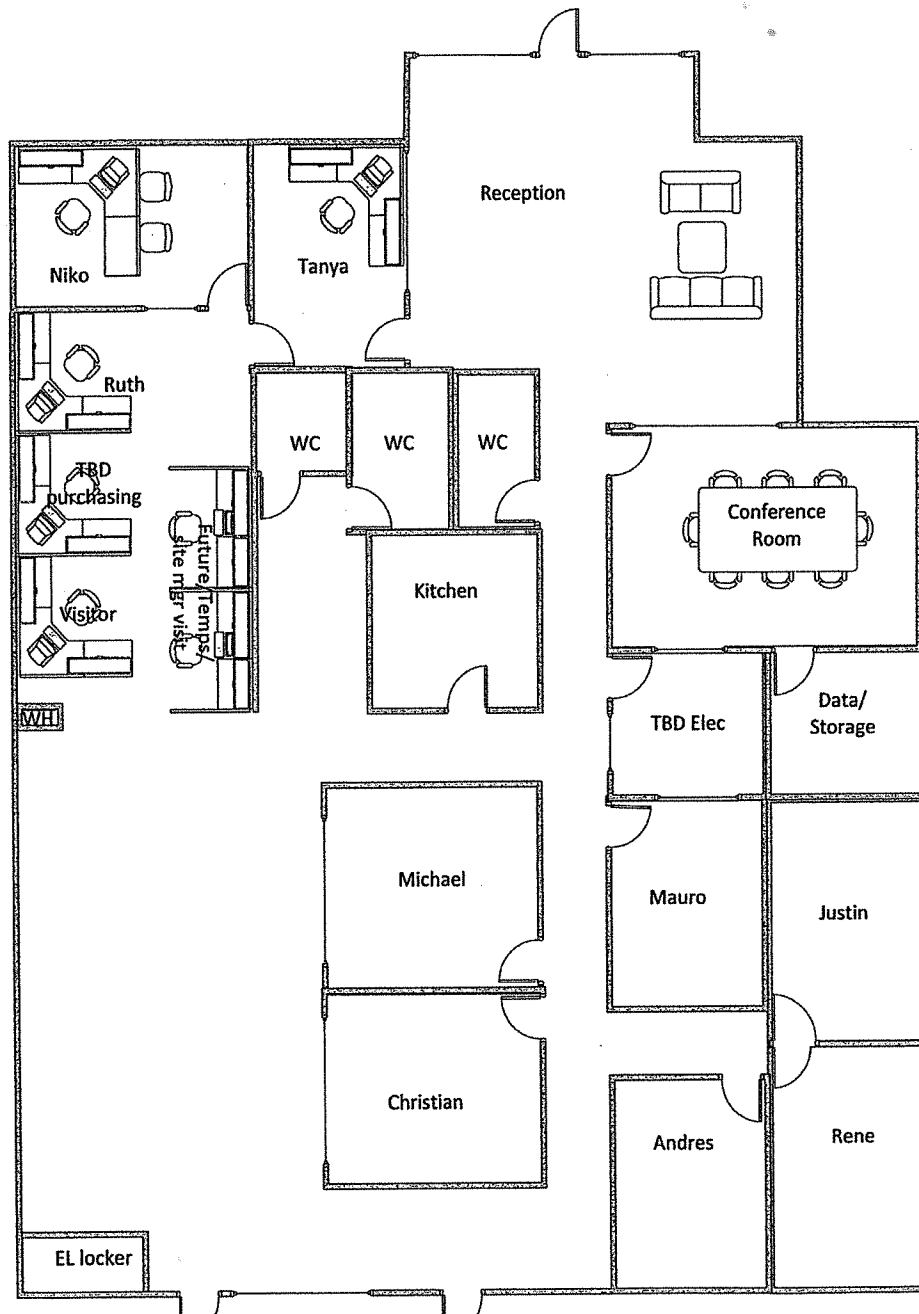 Reception
Niko
Tanya
Ruth
WC
WC
WC
TBD
purchasing
Future/Temps/
site mgr visit
Conference
Room
Kitchen
Visitor
WH
TBD Elec
Data/
Storage
Michael
Mauro
Justin
Christian
Andres
Rene
EL locker